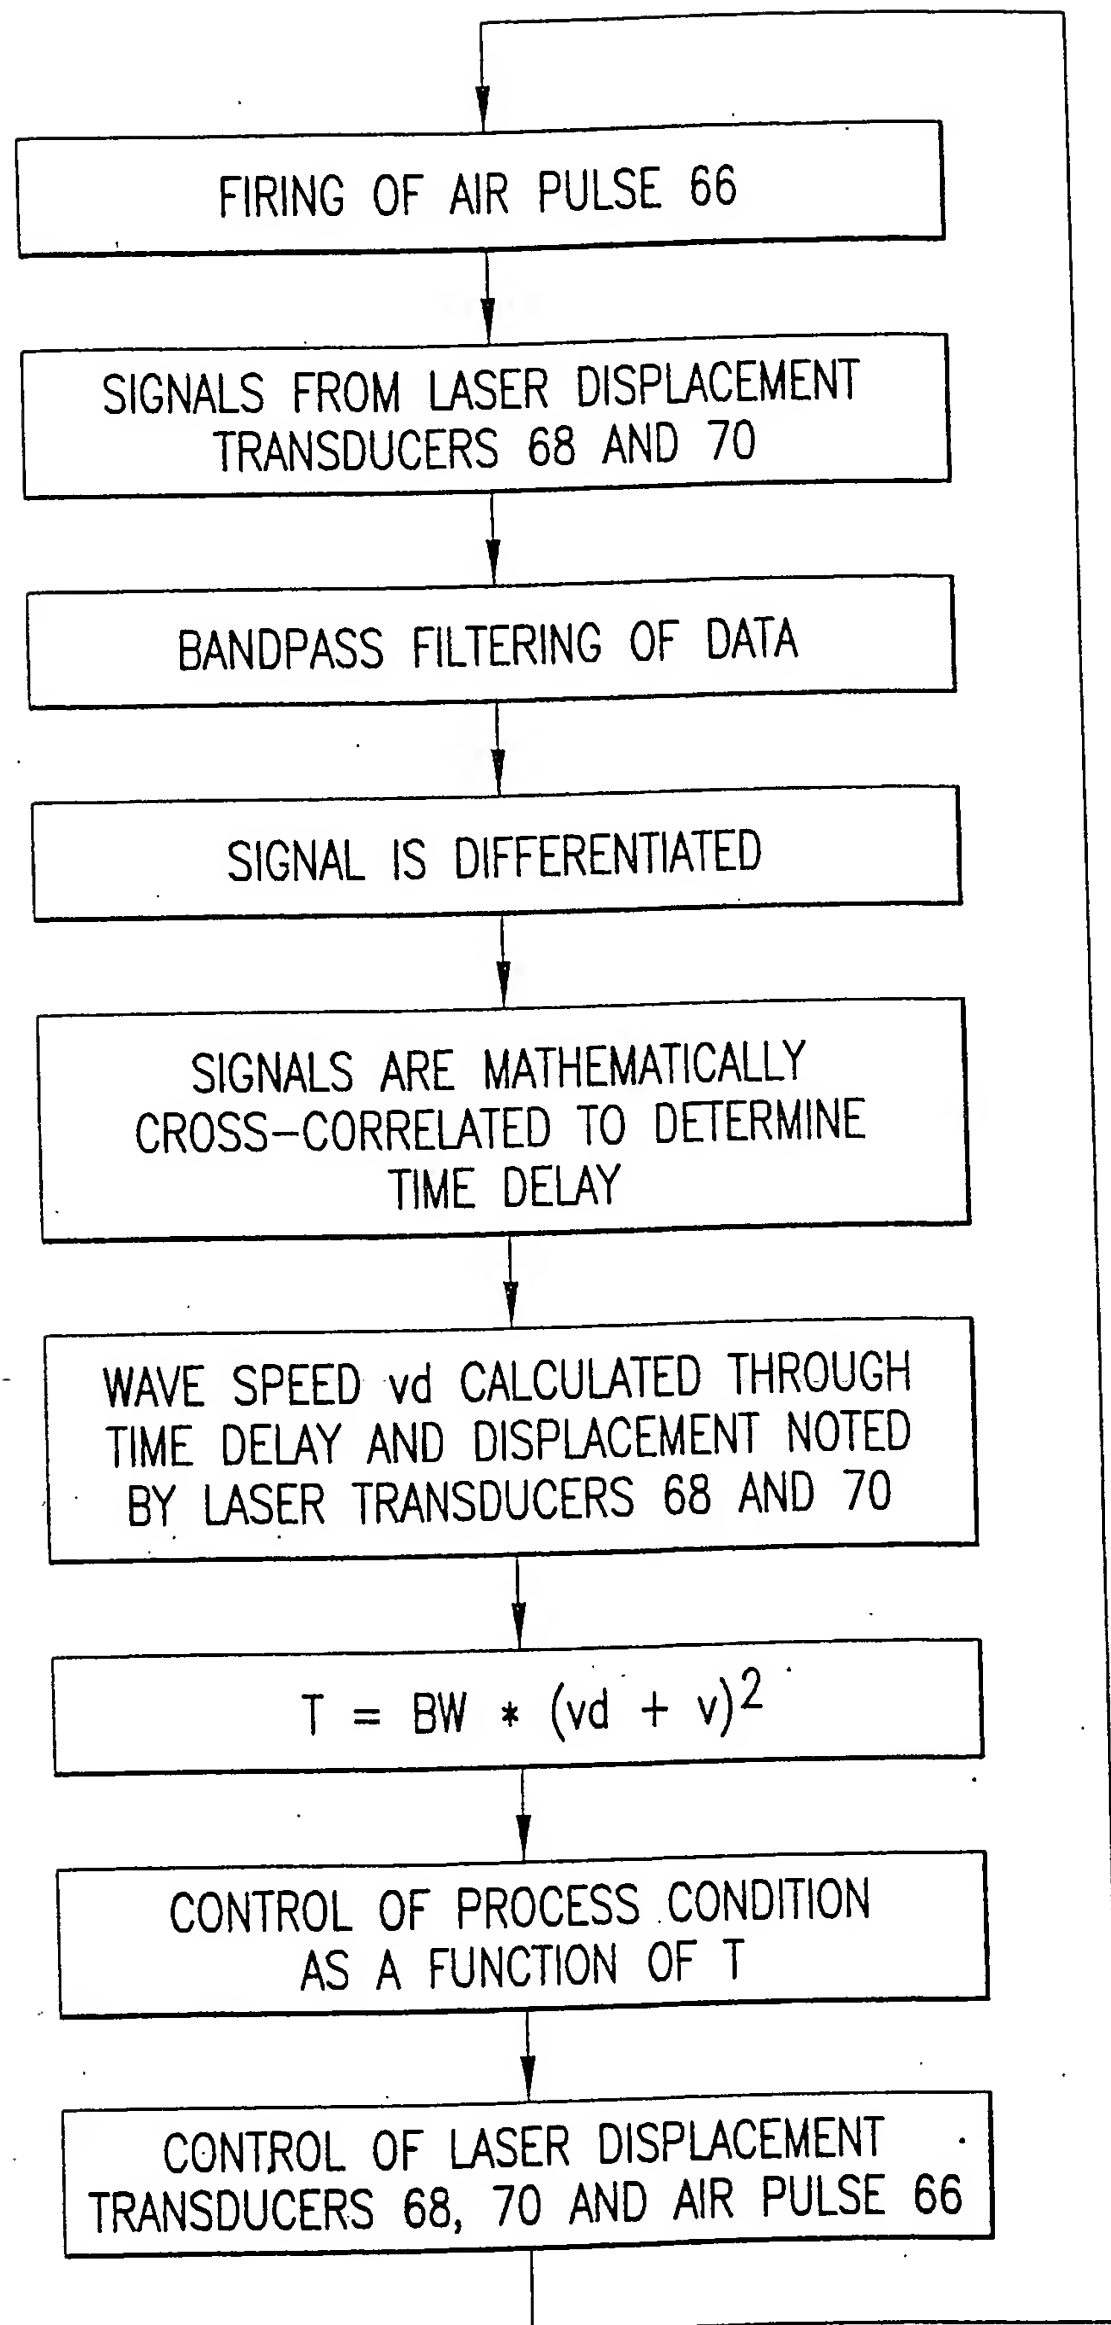 FIRING OF AIR PULSE 66
SIGNALS FROM LASER DISPLACEMENT
TRANSDUCERS 68 AND 70
BANDPASS FILTERING OF DATA
SIGNAL IS DIFFERENTIATED
SIGNALS ARE MATHEMATICALLY
CROSS-CORRELATED TO DETERMINE
TIME DELAY
WAVE SPEED vd CALCULATED THROUGH
TIME DELAY AND DISPLACEMENT NOTED
BY LASER TRANSDUCERS 68 AND 70
T = BW * (vd + v)²
CONTROL OF PROCESS CONDITION
AS A FUNCTION OF T
CONTROL OF LASER DISPLACEMENT
TRANSDUCERS 68, 70 AND AIR PULSE 66